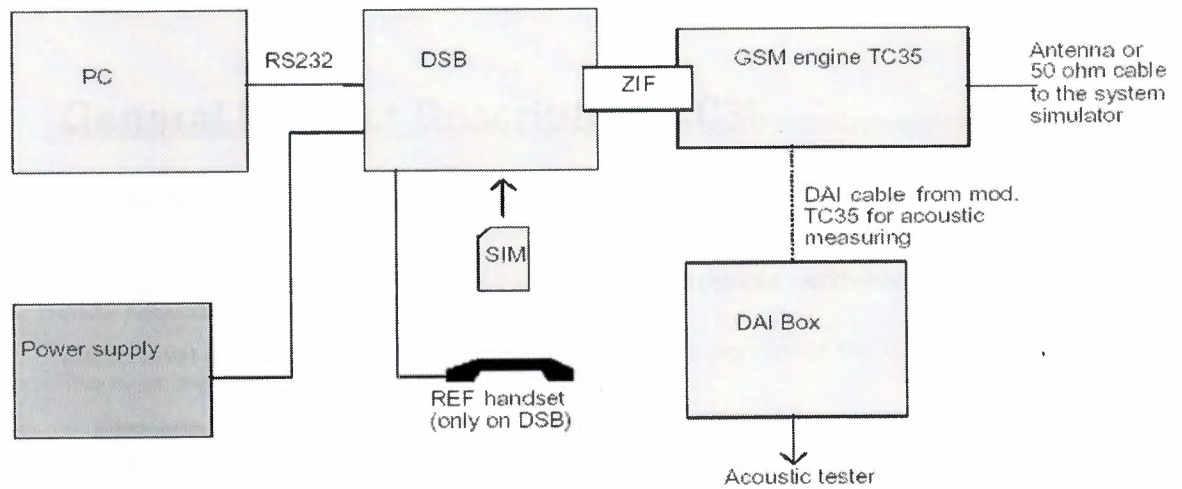 PC
RS232
DSB
ZIF
GSM engine TC35
Antenna or
50 ohm cable
to the system
simulator
DAI cable from mod.
TC35 for acoustic
measuring
SIM
Power supply
REF handset
(only on DSB)
DAI Box
Acoustic tester